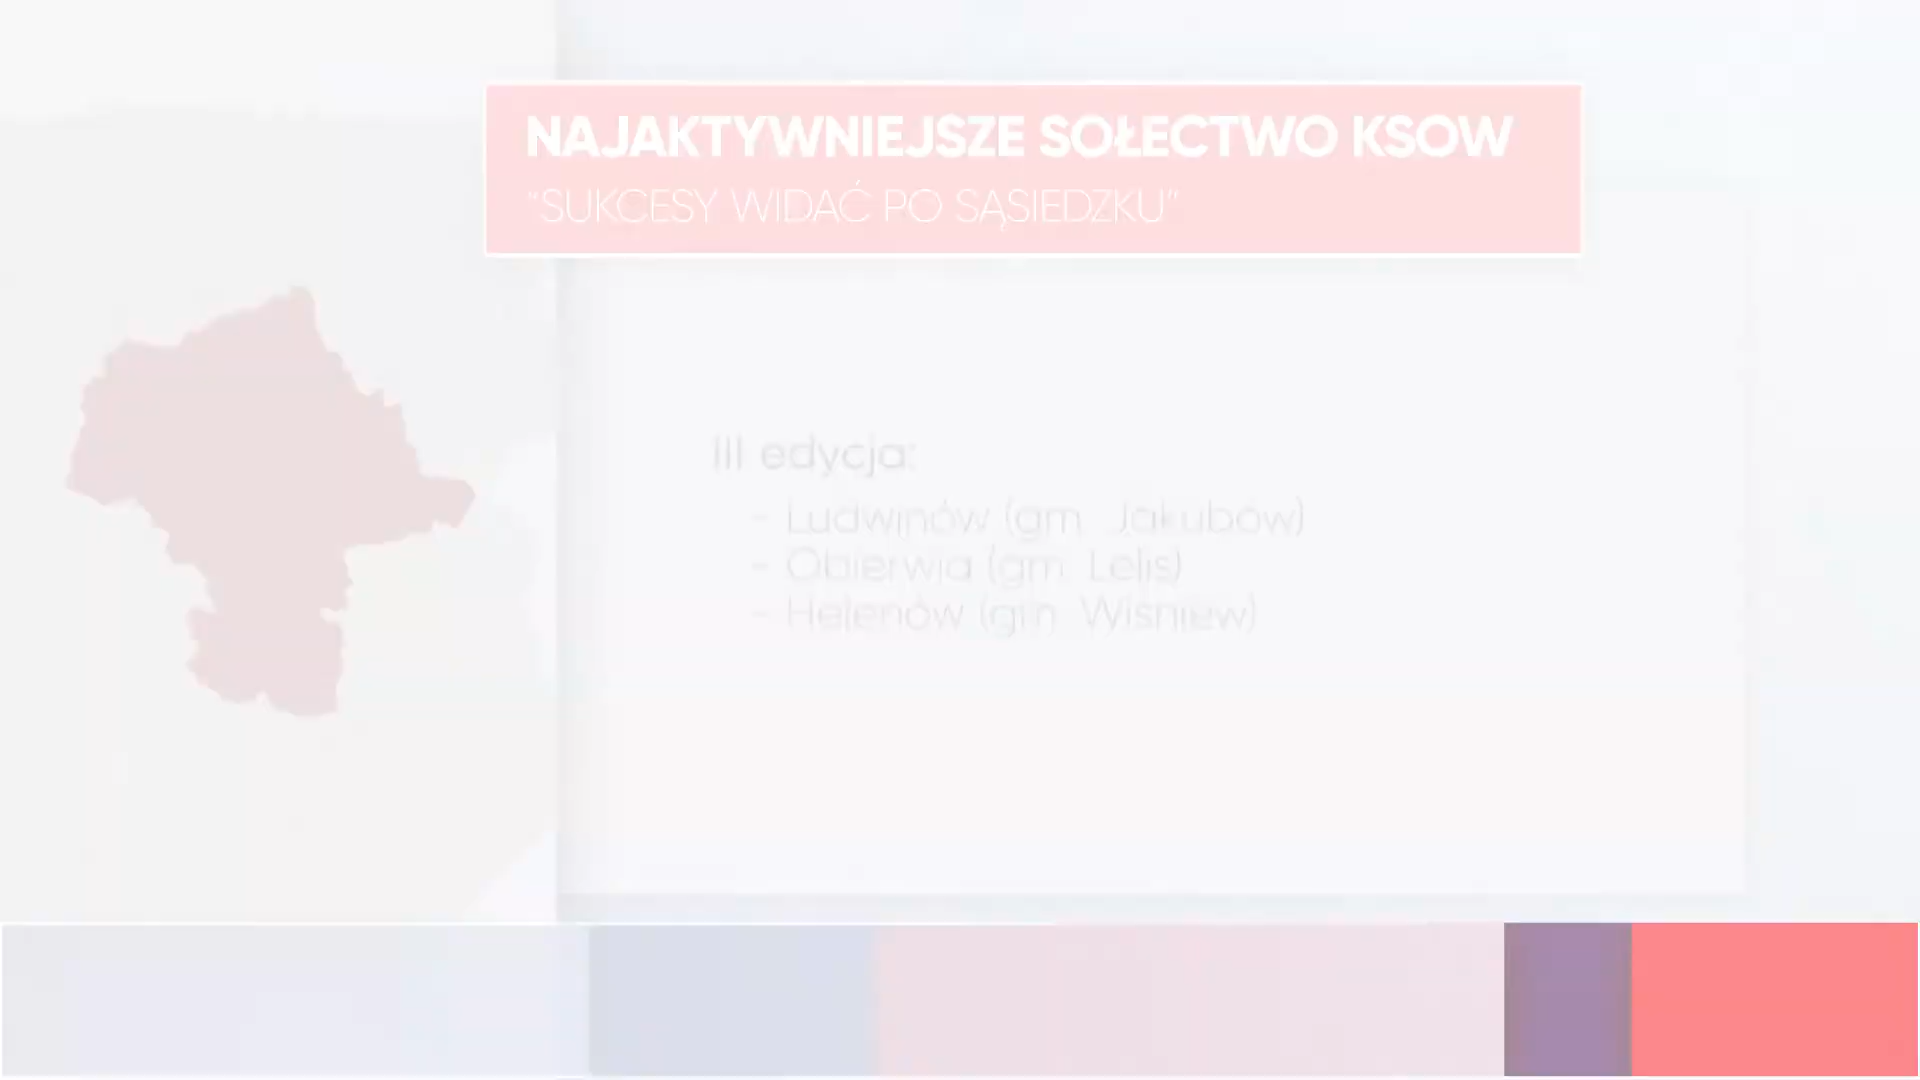 NAJAKTYWNIEJSZE SOŁECTWO KSOW
"SUKCESY WIDAĆ PO SĄSIEDZKU"
III edycja:
- Ludwinów (gm. Jakubów)
- Obierwia (gm. Lelis)
- Helenów (gm. Wiśniew)